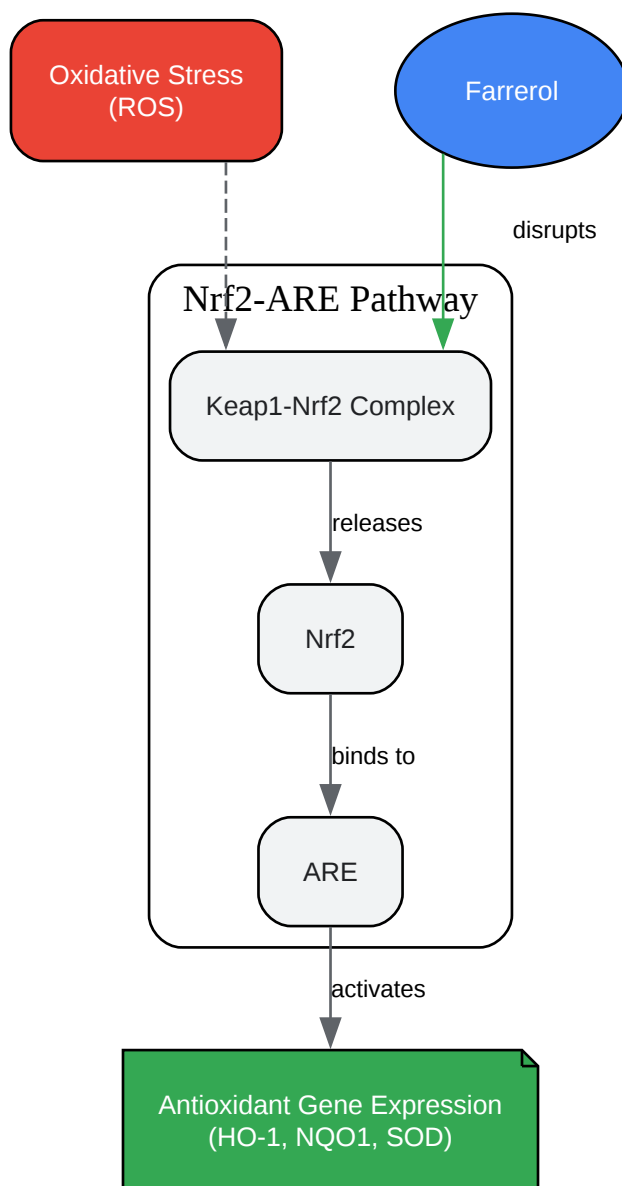 Oxidative Stress
(ROS)
Farrerol
disrupts
Nrf2-ARE Pathway
Keap1-Nrf2 Complex
releases
Nrf2
binds to
ARE
activates
Antioxidant Gene Expression
(HO-1, NQO1, SOD)